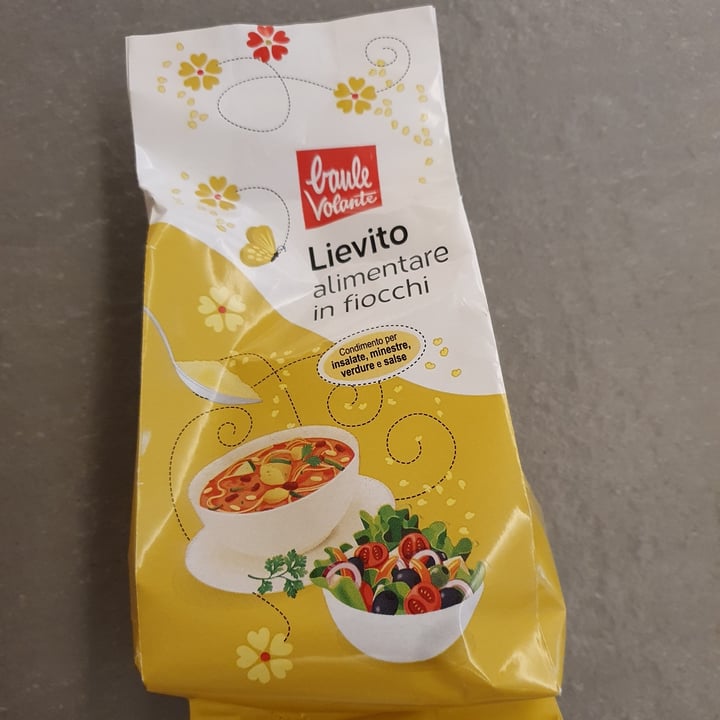 baule
Volante
Lievito
alimentare
in fiocchi
Condimento per
insalate, minestre,
verdure e salse